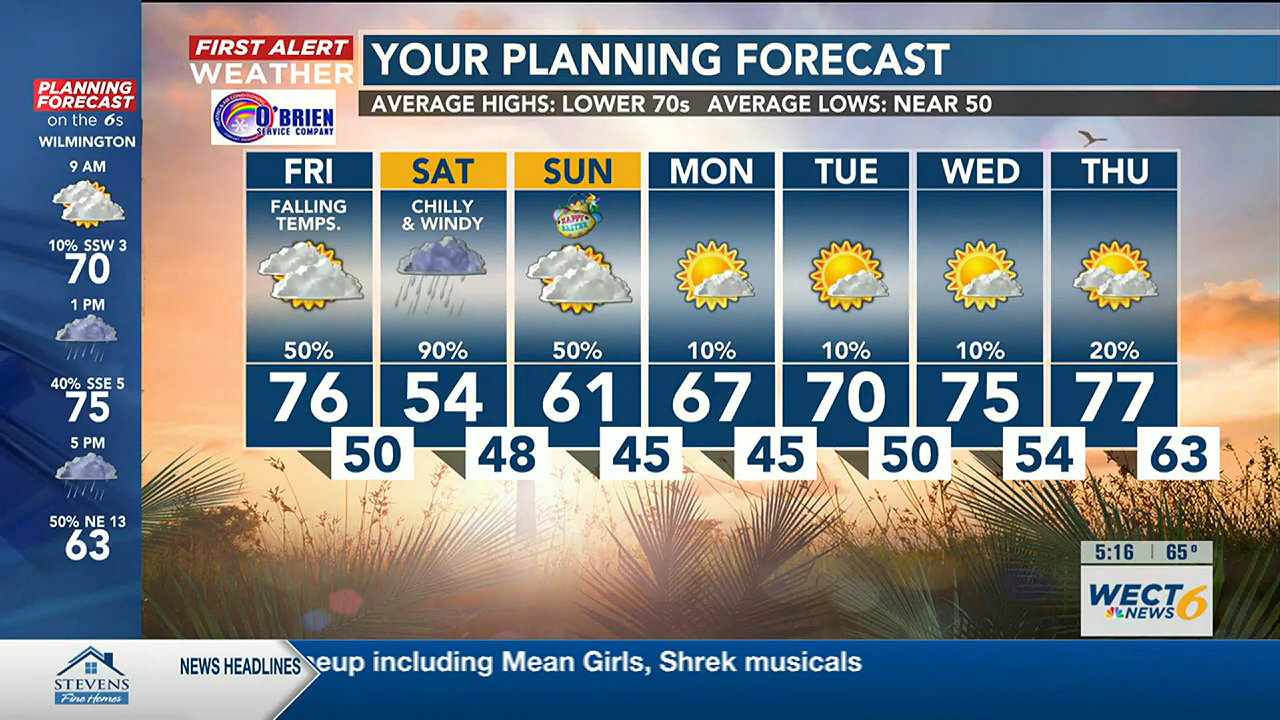 PLANNING
FORECAST
on the 6s
WILMINGTON
9 AM
10% SSW 3
70
1 PM
40% SSE 5
75
5 PM
50% NE 13
63
FIRST ALERT
WEATHER
O'BRIEN
SERVICE COMPANY
YOUR PLANNING FORECAST
AVERAGE HIGHS: LOWER 70s AVERAGE LOWS: NEAR 50
FRI SAT SUN MON TUE WED THU
FALLING
TEMPS.
CHILLY
& WINDY
HAPPY
EASTER
50% 90% 50% 10% 10% 10% 20%
76 54 61 67 70 75 77
50 48 45 45 50 54 63
5:16 65°
WECT 6
NEWS
STEVENS
Fine Homes
NEWS HEADLINES
eup including Mean Girls, Shrek musicals